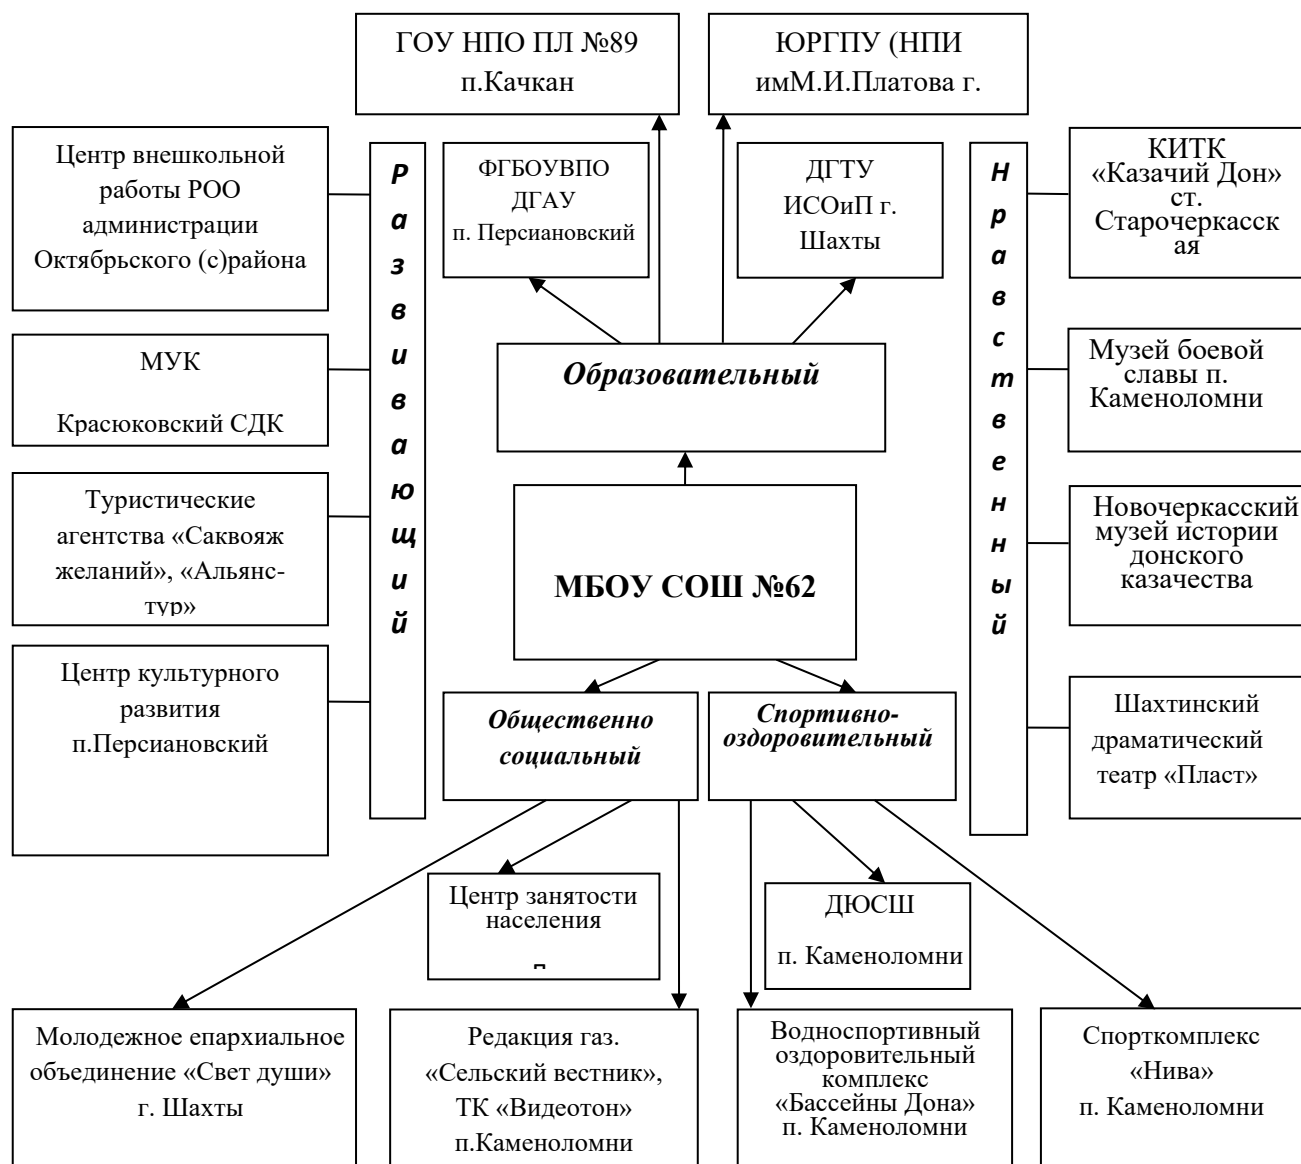 ГОУ НПО ПЛ №89
п.Качкан
ЮРГПУ (НПИ
имМ.И.Платова г.
Центр внешкольной
работы РОО
администрации
Октябрьского (с)района
Развивающий
ФГБОУВПО
ДГАУ
п. Персиановский
ДГТУ
ИСОиП г.
Шахты
Нравственный
КИТК
«Казачий Дон»
ст.
Старочеркасск
ая
МУК
Красюковский СДК
Образовательный
Музей боевой
славы п.
Каменоломни
Туристические
агентства «Саквояж
желаний», «Альянс-
тур»
МБОУ СОШ №62
Новочеркасский
музей истории
донского
казачества
Центр культурного
развития
п.Персиановский
Общественно
социальный
Спортивно-
оздоровительный
Шахтинский
драматический
театр «Пласт»
Центр занятости
населения
ДЮСШ
п. Каменоломни
Молодежное епархиальное
объединение «Свет души»
г. Шахты
Редакция газ.
«Сельский вестник»,
ТК «Видеотон»
п.Каменоломни
Водноспортивный
оздоровительный
комплекс
«Бассейны Дона»
п. Каменоломни
Спорткомплекс
«Нива»
п. Каменоломни